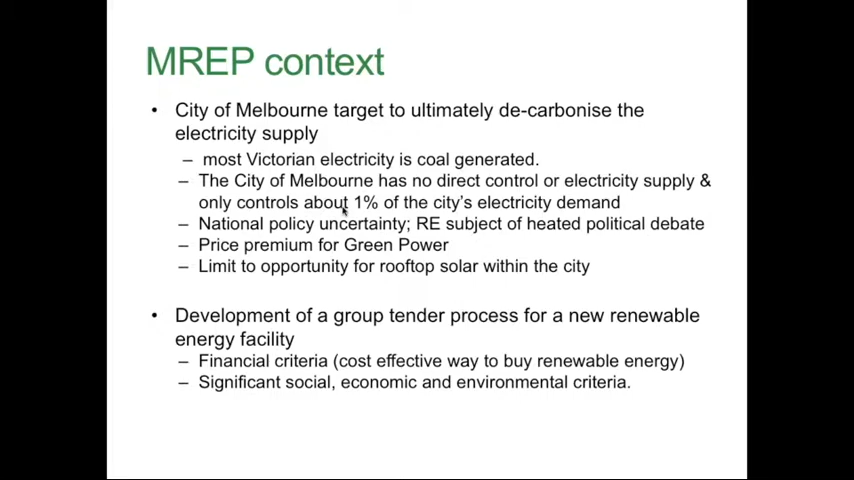 MREP context
• City of Melbourne target to ultimately de-carbonise the
electricity supply
– most Victorian electricity is coal generated.
– The City of Melbourne has no direct control or electricity supply &
only controls about 1% of the city's electricity demand
– National policy uncertainty; RE subject of heated political debate
– Price premium for Green Power
– Limit to opportunity for rooftop solar within the city
• Development of a group tender process for a new renewable
energy facility
– Financial criteria (cost effective way to buy renewable energy)
– Significant social, economic and environmental criteria.